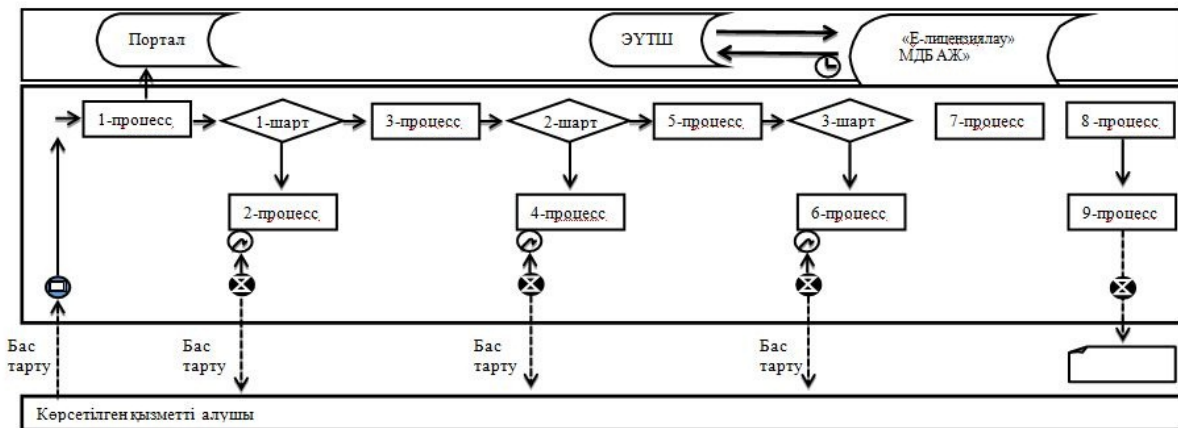 Портал
ЭҮТШ
«Е-лицензиялау»
МДБ АЖ»
1-процесс
1-шарт
3-процесс
2-шарт
5-процесс
3-шарт
7-процесс
8 -процесс
2-процесс
4-процесс
6-процесс
9-процесс
Бас
тарту
Бас
тарту
Бас
тарту
Бас
тарту
Көрсетілген қызметті алушы